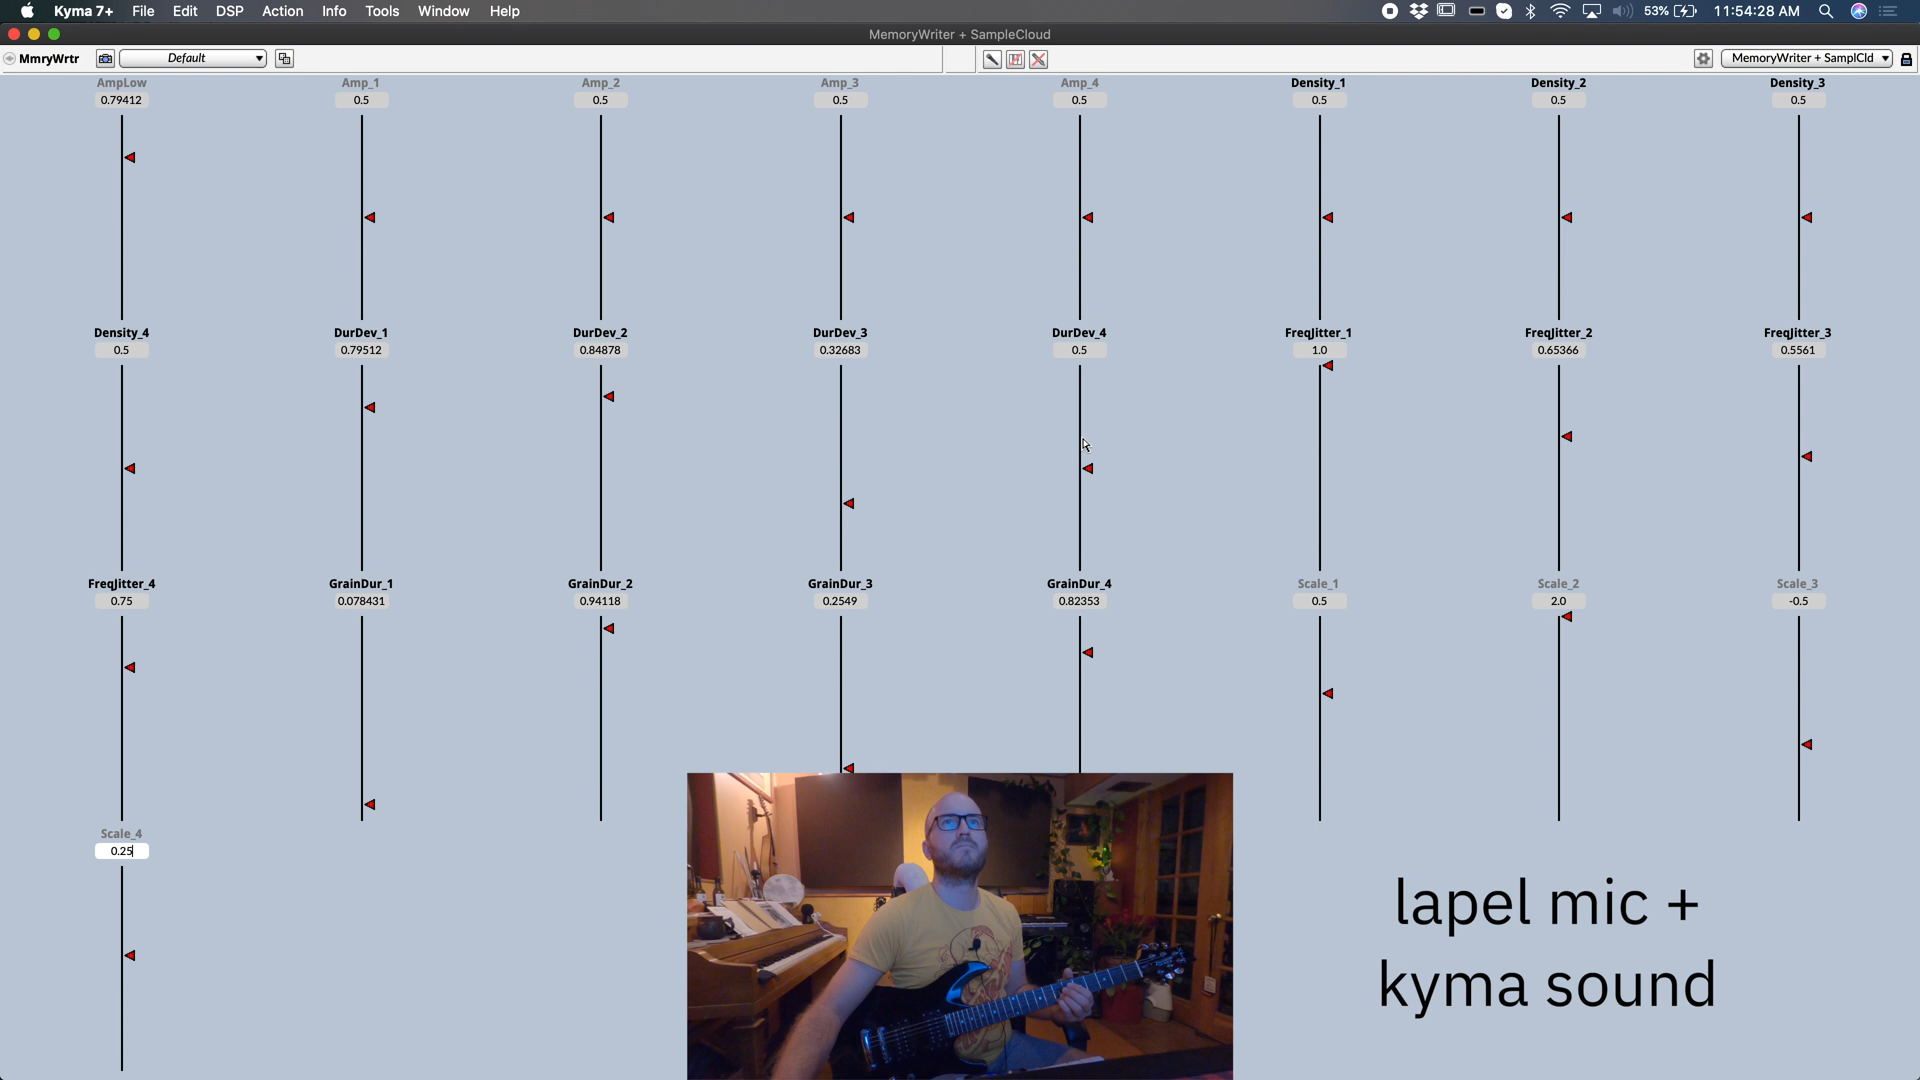 Kyma 7+ File Edit DSP Action Info Tools Window Help 53% 11:54:28 AM
MemoryWriter + SampleCloud
MmryWrtr Default MemoryWriter + SamplCld
AmpLow Amp_1 Amp_2 Amp_3 Amp_4 Density_1 Density_2 Density_3
0.79412 0.5 0.5 0.5 0.5 0.5 0.5 0.5
Density_4 DurDev_1 DurDev_2 DurDev_3 DurDev_4 FreqJitter_1 FreqJitter_2 FreqJitter_3
0.5 0.79512 0.84878 0.32683 0.5 1.0 0.65366 0.5561
FreqJitter_4 GrainDur_1 GrainDur_2 GrainDur_3 GrainDur_4 Scale_1 Scale_2 Scale_3
0.75 0.078431 0.94118 0.2549 0.82353 0.5 2.0 -0.5
Scale_4
0.25
lapel mic +
kyma sound